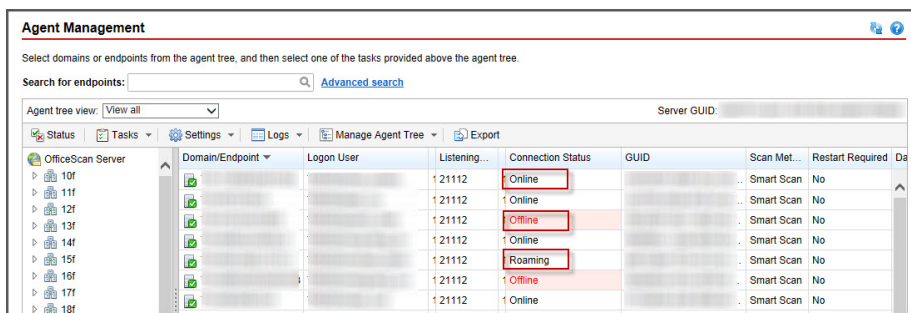 Agent Management
Select domains or endpoints from the agent tree, and then select one of the tasks provided above the agent tree.
Search for endpoints: Advanced search
Agent tree view: View all Server GUID:
Status Tasks Settings Logs Manage Agent Tree Export
OfficeScan Server Domain/Endpoint Logon User Listening... Connection Status GUID Scan Met... Restart Required Da
10f 21112 Online Smart Scan No
11f 21112 Online Smart Scan No
12f 21112 Offline Smart Scan No
13f
14f 21112 Online Smart Scan No
15f 21112 Roaming Smart Scan No
16f 21112 Offline Smart Scan No
17f 21112 Online Smart Scan No
18f